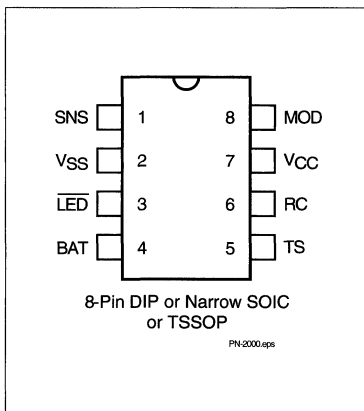 SNS 1 8 MOD
VSS 2 7 VCC
LED 3 6 RC
BAT 4 5 TS
8-Pin DIP or Narrow SOIC
or TSSOP
PN-2000.eps